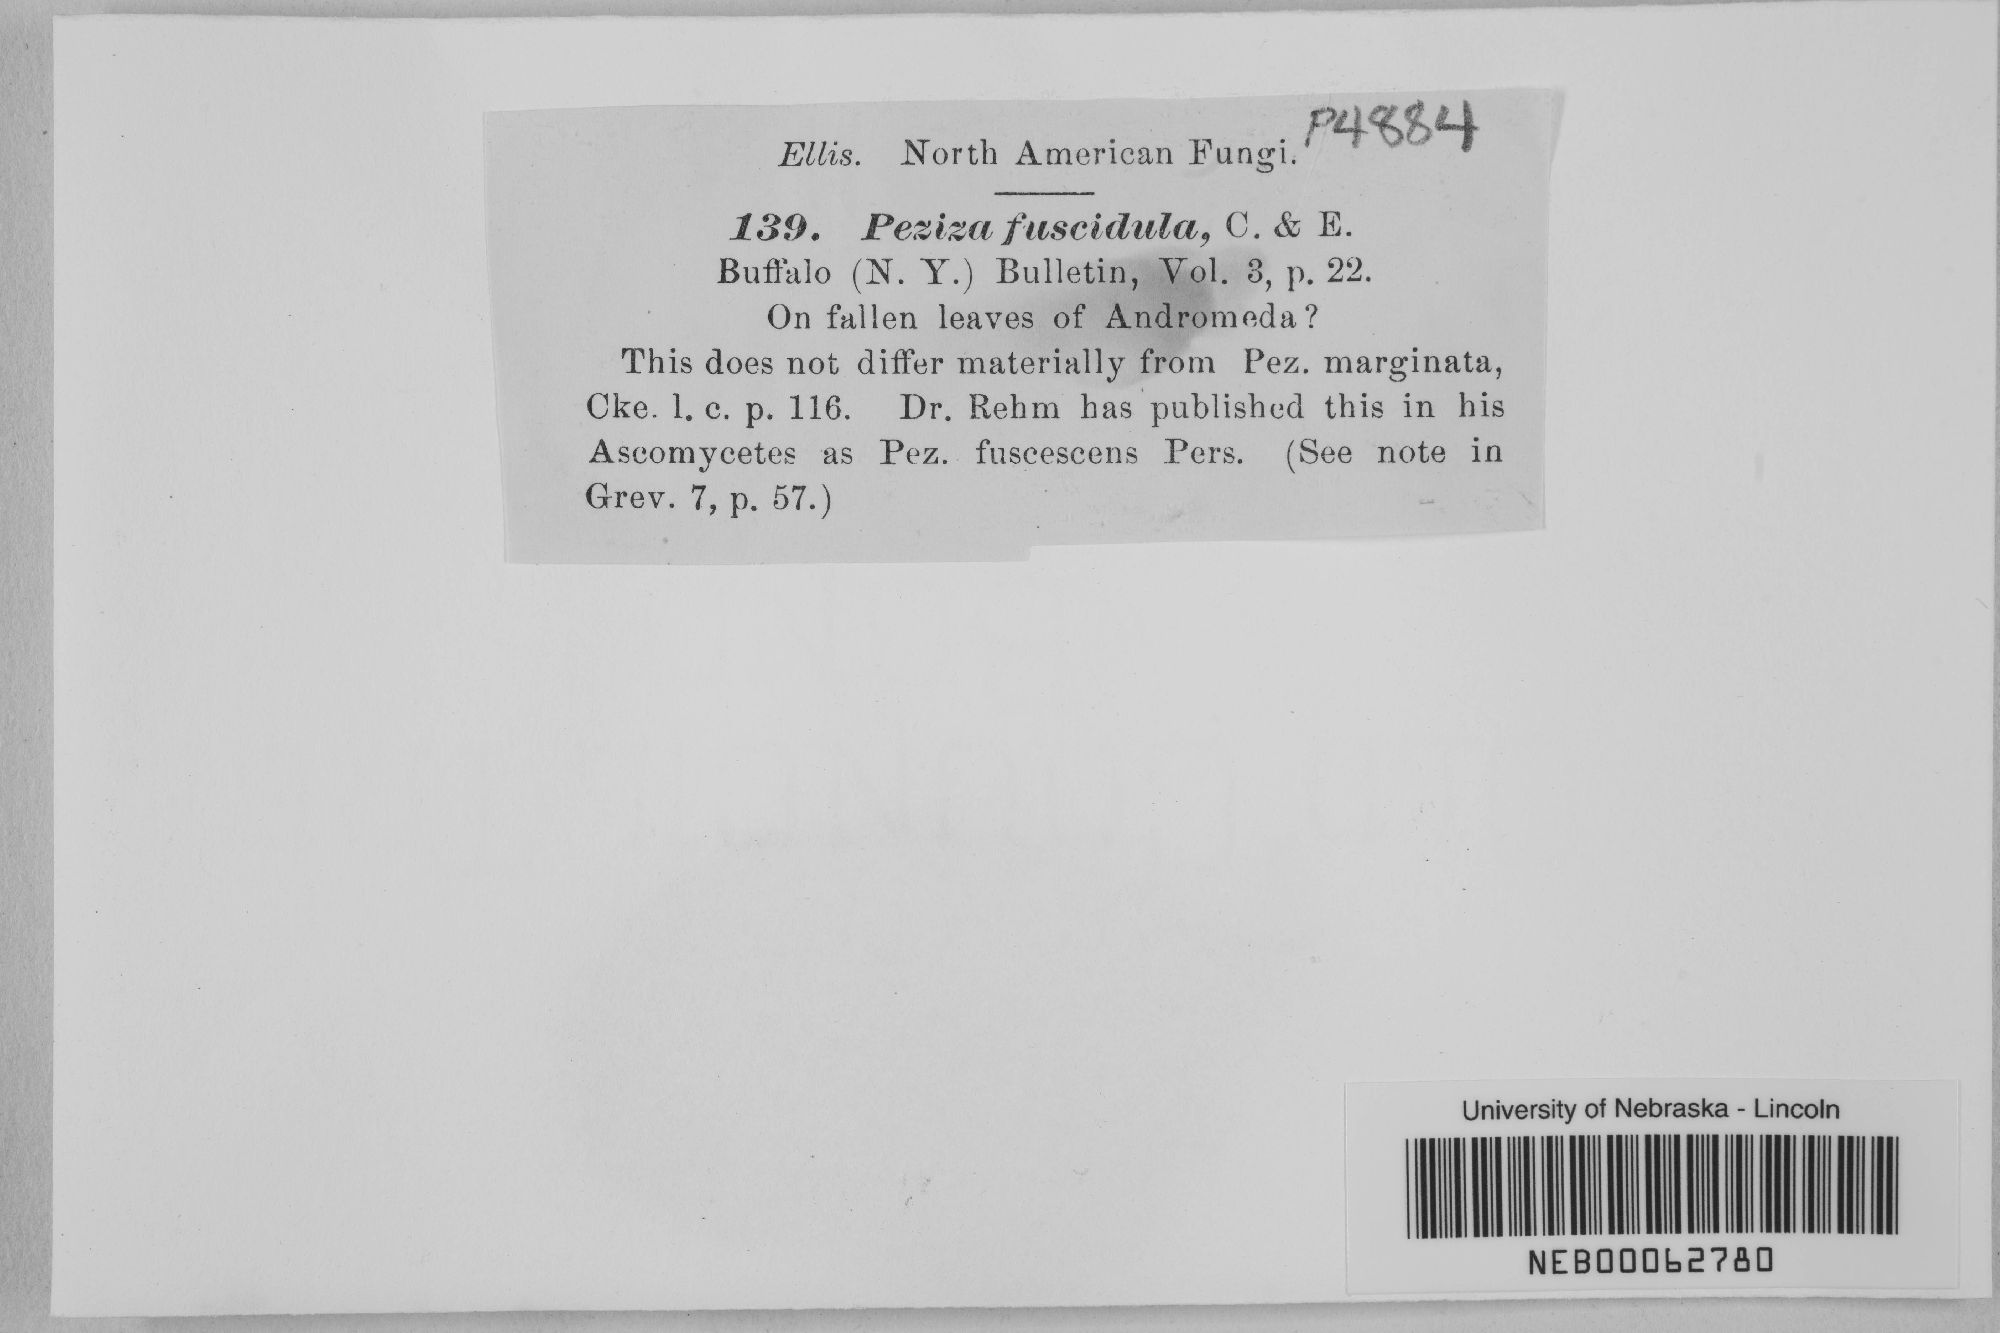 P4884
Ellis. North American Fungi.
139. Peziza fuscidula, C. & E.
Buffalo (N. Y.) Bulletin, Vol. 3, p. 22.
On fallen leaves of Andromeda?
This does not differ materially from Pez. marginata,
Cke. l. c. p. 116. Dr. Rehm has published this in his
Ascomycetes as Pez. fuscescens Pers. (See note in
Grev. 7, p. 57.)
University of Nebraska - Lincoln
NEB00062780